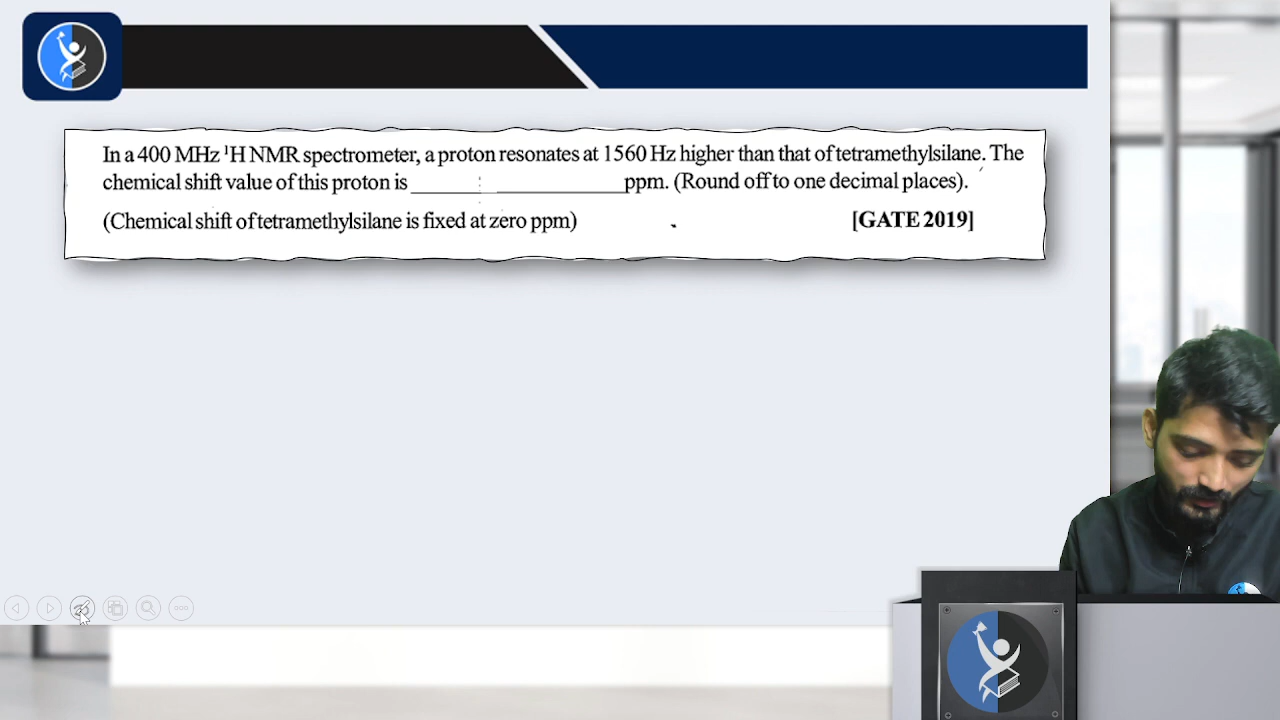 In a 400 MHz ¹H NMR spectrometer, a proton resonates at 1560 Hz higher than that of tetramethylsilane. The
chemical shift value of this proton is ____________________ppm. (Round off to one decimal places).
(Chemical shift of tetramethylsilane is fixed at zero ppm) [GATE 2019]